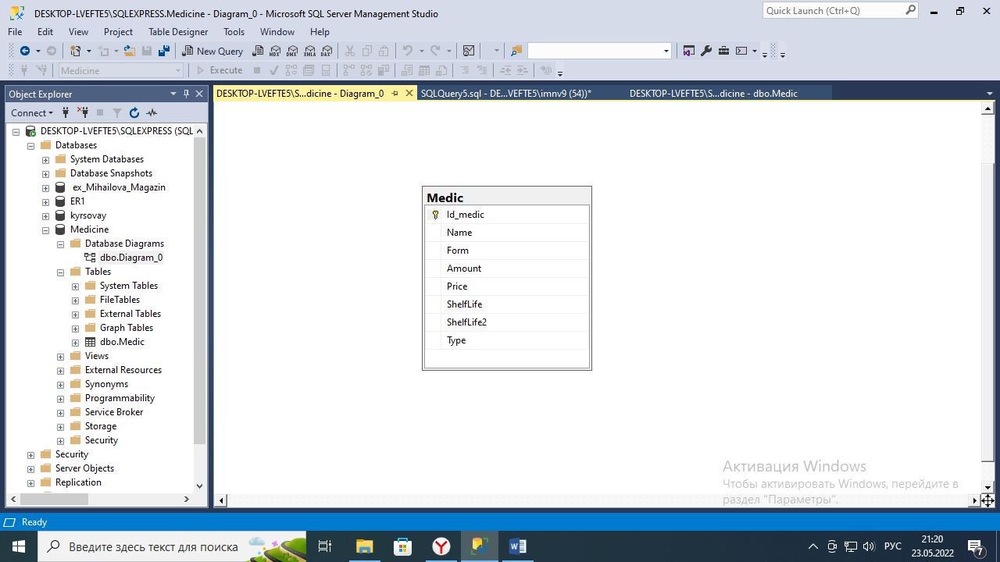 DESKTOP-LVEFTE5\SQLEXPRESS.Medicine - Diagram_0 - Microsoft SQL Server Management Studio
Quick Launch (Ctrl+Q)
File Edit View Project Table Designer Tools Window Help
New Query MDX DMX XMLA DAX
Medicine Execute
Object Explorer
DESKTOP-LVEFTE5\S...dicine - Diagram_0
SQLQuery5.sql - DE...VEFTE5\imnv9 (54))*
DESKTOP-LVEFTE5\S...dicine - dbo.Medic
Connect
DESKTOP-LVEFTE5\SQLEXPRESS (SQL
Databases
System Databases
Database Snapshots
ex_Mihailova_Magazin
ER1
kyrsovay
Medicine
Database Diagrams
dbo.Diagram_0
Tables
System Tables
FileTables
External Tables
Graph Tables
dbo.Medic
Views
External Resources
Synonyms
Programmability
Service Broker
Storage
Security
Security
Server Objects
Replication
Medic
Id_medic
Name
Form
Amount
Price
ShelfLife
ShelfLife2
Type
Активация Windows
Чтобы активировать Windows, перейдите в
раздел "Параметры".
Ready
Введите здесь текст для поиска
РУС
21:20
23.05.2022
7